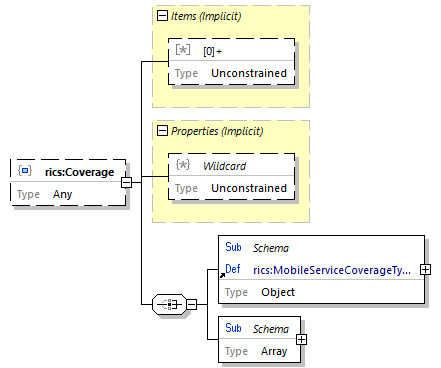 Items (Implicit)
[0]+
Type Unconstrained
Properties (Implicit)
Wildcard
Type Unconstrained
rics:Coverage
Type Any
Sub Schema
Def rics:MobileServiceCoverageTy...
Type Object
Sub Schema
Type Array